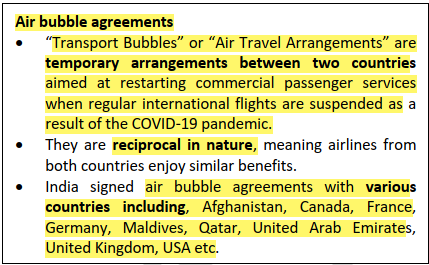 Air bubble agreements
• “Transport Bubbles” or “Air Travel Arrangements” are
temporary arrangements between two countries
aimed at restarting commercial passenger services
when regular international flights are suspended as a
result of the COVID-19 pandemic.
• They are reciprocal in nature, meaning airlines from
both countries enjoy similar benefits.
• India signed air bubble agreements with various
countries including, Afghanistan, Canada, France,
Germany, Maldives, Qatar, United Arab Emirates,
United Kingdom, USA etc.